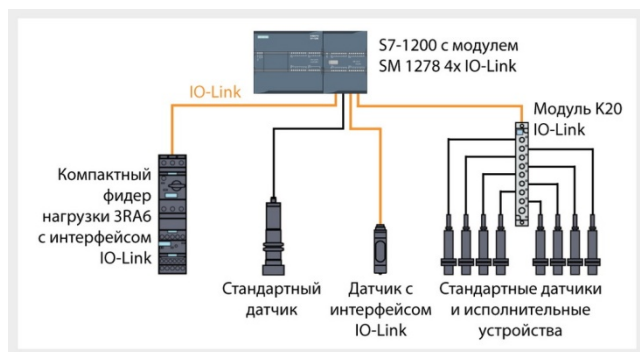 S7-1200 с модулем
SM 1278 4x IO-Link
IO-Link
Модуль K20
IO-Link
Компактный
фидер
нагрузки 3RA6
с интерфейсом
IO-Link
Стандартный
датчик
Датчик с
интерфейсом
IO-Link
Стандартные датчики
и исполнительные
устройства